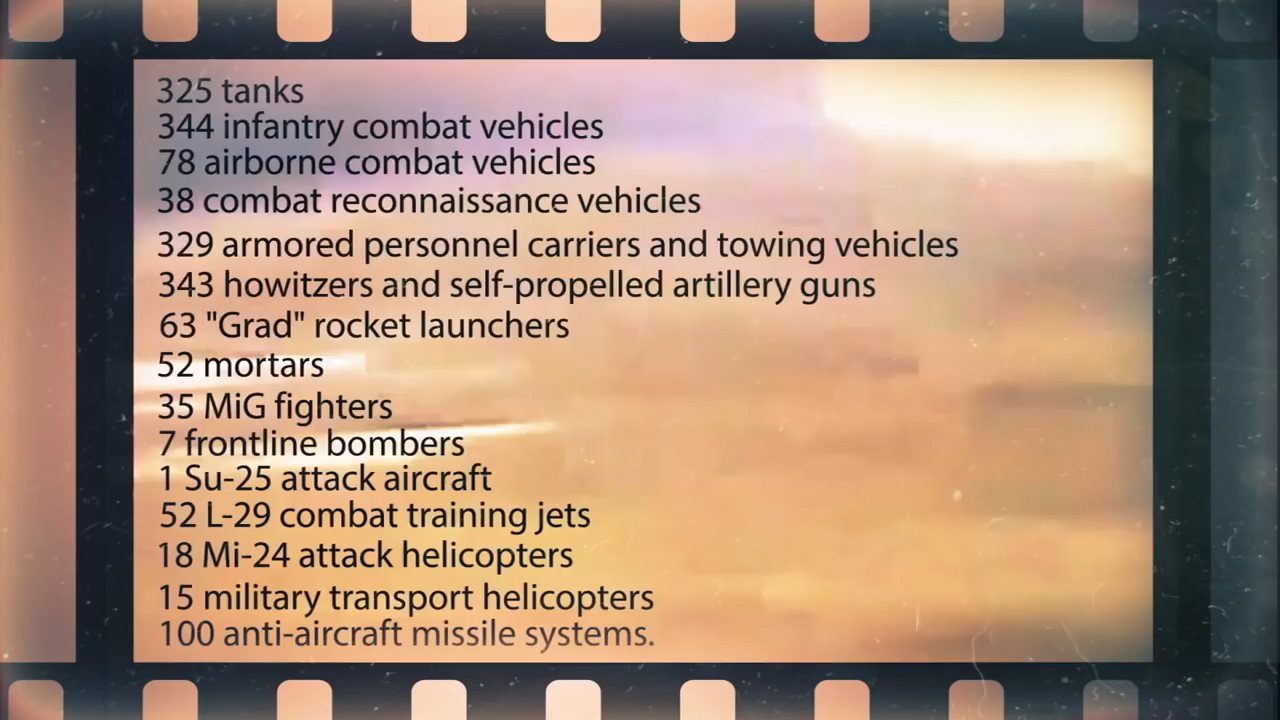 325 tanks
344 infantry combat vehicles
78 airborne combat vehicles
38 combat reconnaissance vehicles
329 armored personnel carriers and towing vehicles
343 howitzers and self-propelled artillery guns
63 "Grad" rocket launchers
52 mortars
35 MiG fighters
7 frontline bombers
1 Su-25 attack aircraft
52 L-29 combat training jets
18 Mi-24 attack helicopters
15 military transport helicopters
100 anti-aircraft missile systems.